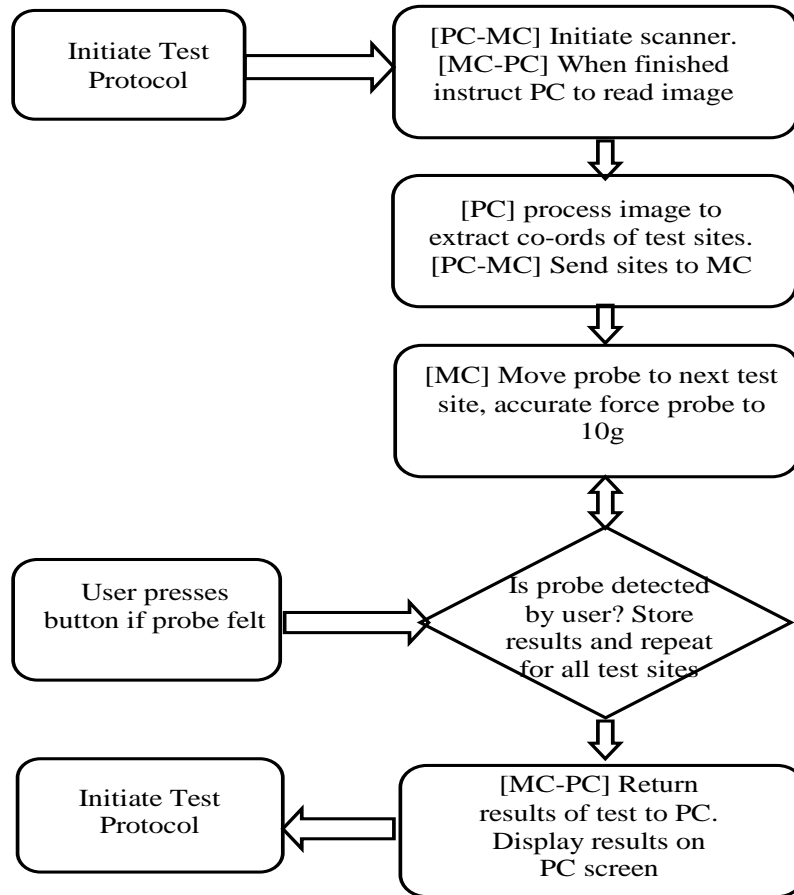 Initiate Test
Protocol
[PC-MC] Initiate scanner.
[MC-PC] When finished
instruct PC to read image
[PC] process image to
extract co-ords of test sites.
[PC-MC] Send sites to MC
[MC] Move probe to next test
site, accurate force probe to
10g
User presses
button if probe felt
Is probe detected
by user? Store
results and repeat
for all test sites
[MC-PC] Return
results of test to PC.
Display results on
PC screen
Initiate Test
Protocol